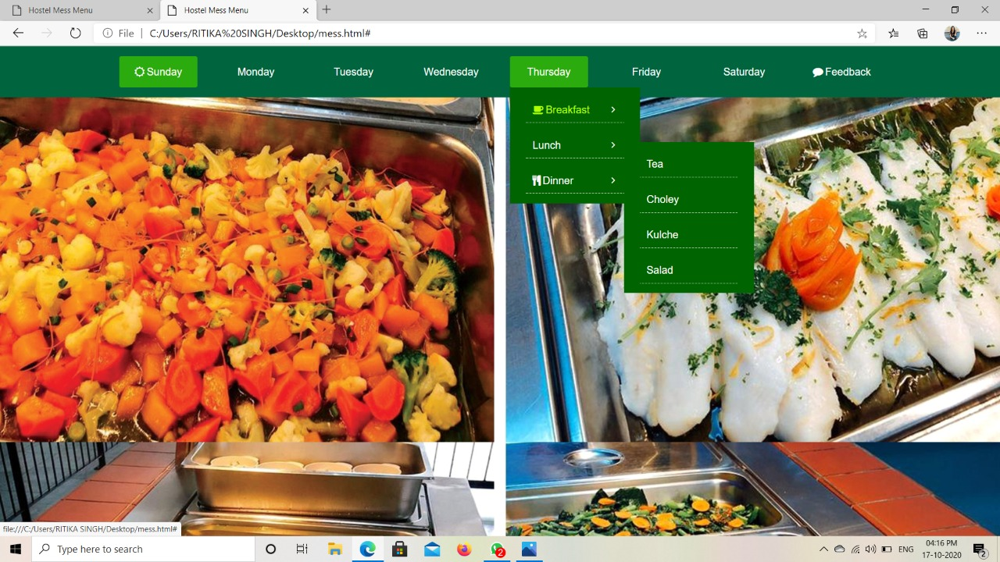 Hostel Mess Menu
Hostel Mess Menu
File | C:/Users/RITIKA%20SINGH/Desktop/mess.html#
Sunday Monday Tuesday Wednesday Thursday Friday Saturday Feedback
Breakfast
Lunch
Dinner
Tea
Choley
Kulche
Salad
file:///C:/Users/RITIKA SINGH/Desktop/mess.html#
Type here to search
2
ENG
04:16 PM
17-10-2020
2